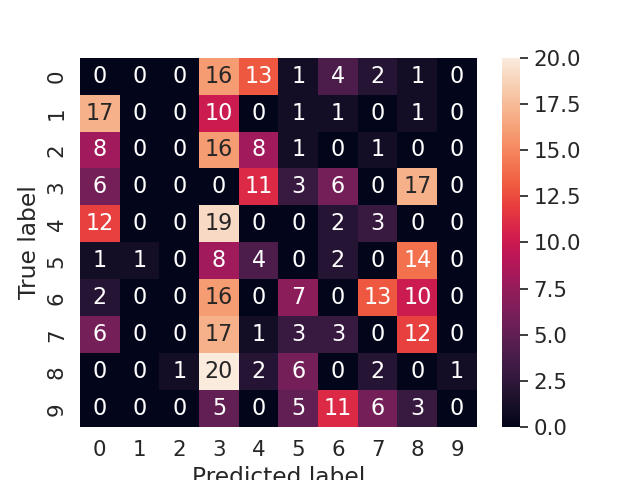 0 0 0 0 16 13 1 4 2 1 0 20.0
1 17 0 0 10 0 1 1 0 1 0 17.5
2 8 0 0 16 8 1 0 1 0 0 15.0
3 6 0 0 0 11 3 6 0 17 0 12.5
4 12 0 0 19 0 0 2 3 0 0 10.0
5 1 1 0 8 4 0 2 0 14 0 7.5
6 2 0 0 16 0 7 0 13 10 0 5.0
7 6 0 0 17 1 3 3 0 12 0 2.5
8 0 0 1 20 2 6 0 2 0 1
9 0 0 0 5 0 5 11 6 3 0 0.0
0 1 2 3 4 5 6 7 8 9
True label
Predicted label